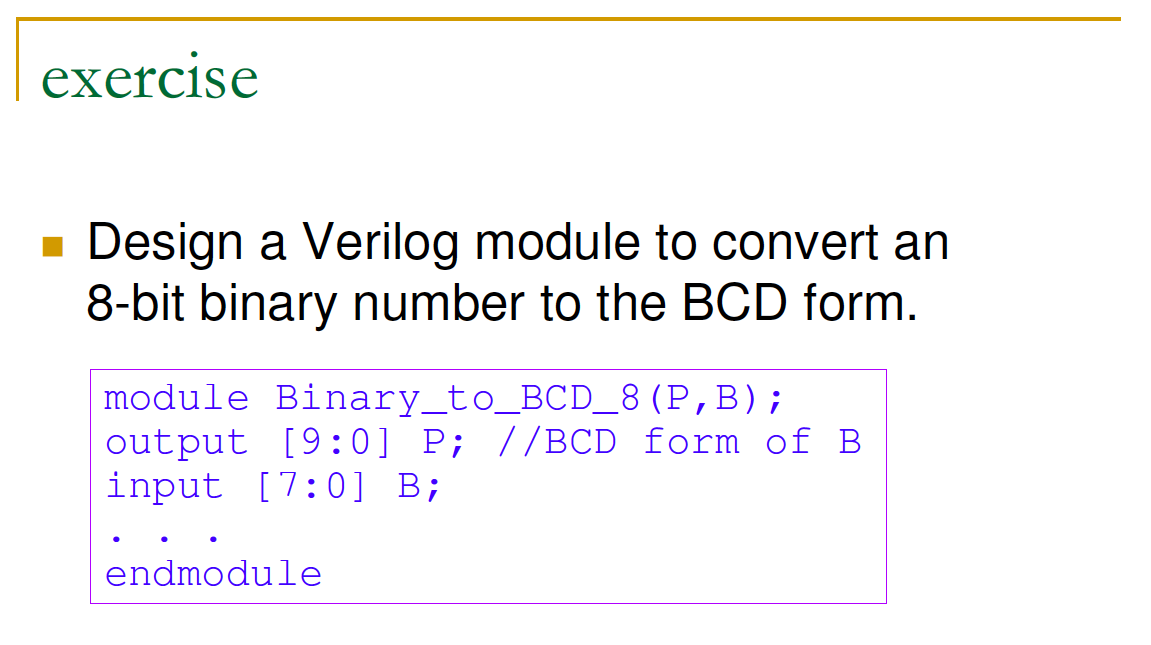 exercise
Design a Verilog module to convert an
8-bit binary number to the BCD form.
module Binary_to_BCD_8(P,B);
output [9:0] P; //BCD form of B
input [7:0] B;
. . .
endmodule